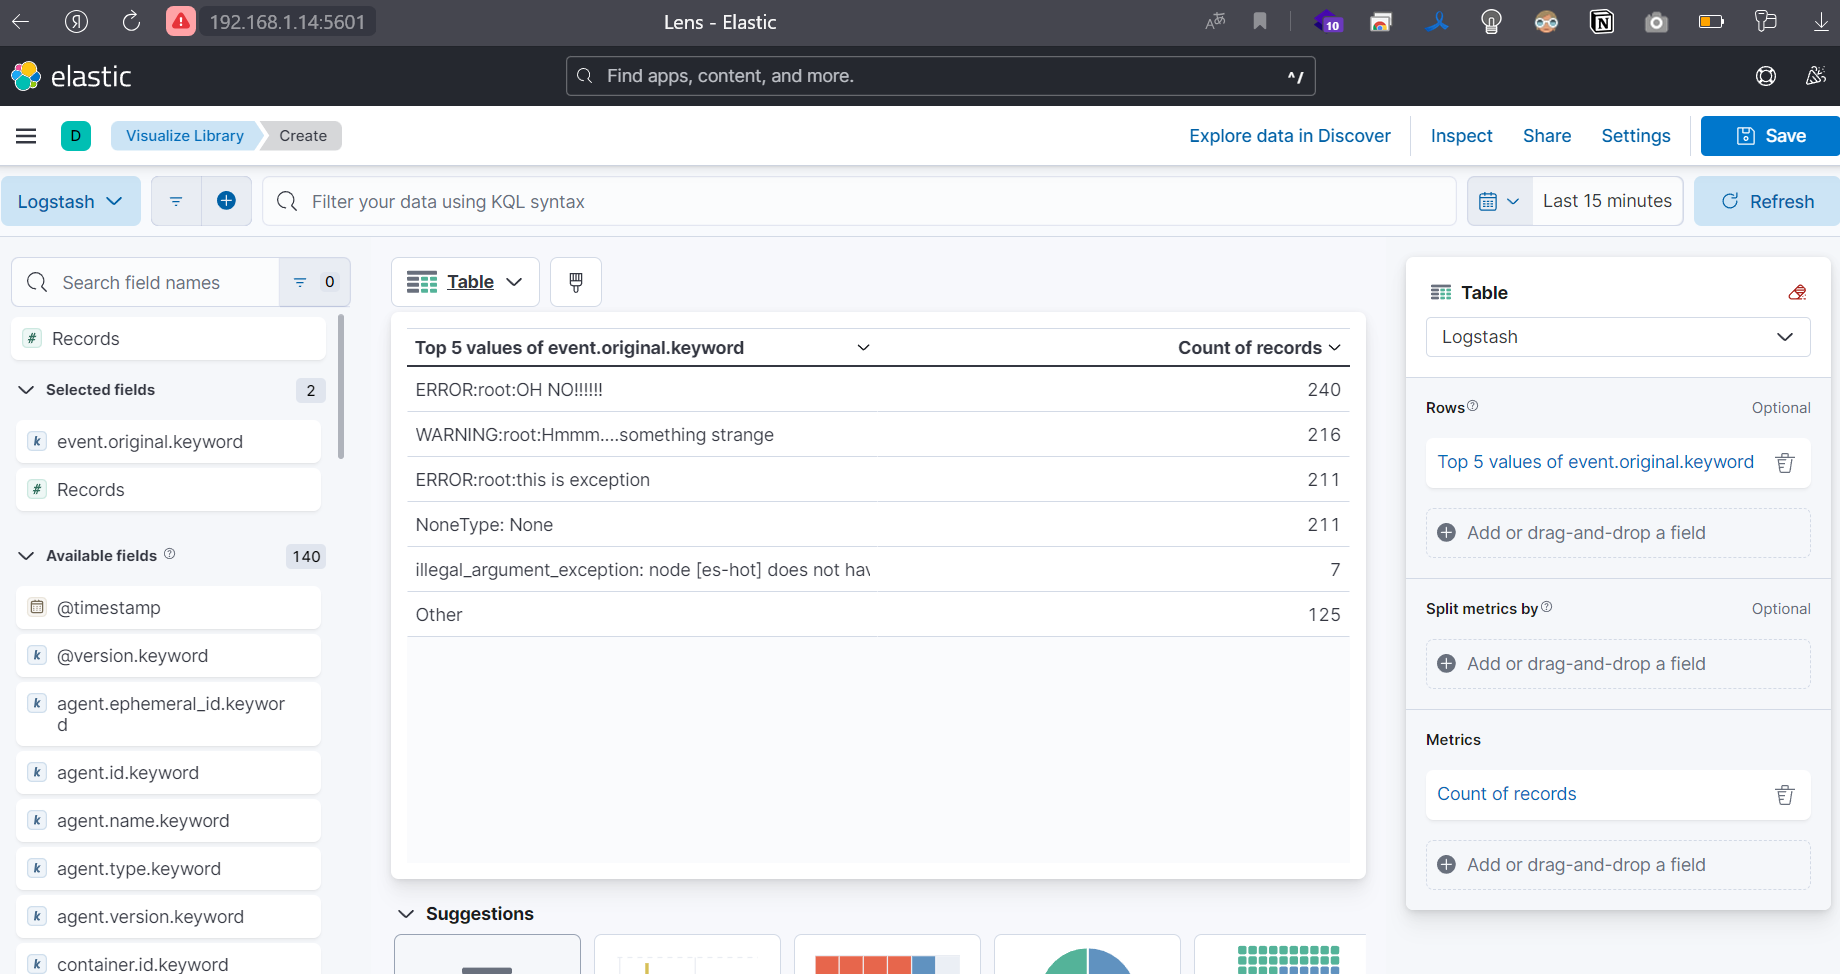 Я
192.168.1.14:5601
Lens - Elastic
10
elastic
Find apps, content, and more.
^/
D
Visualize Library
Create
Explore data in Discover
Inspect
Share
Settings
Save
Logstash
Filter your data using KQL syntax
Last 15 minutes
Refresh
Search field names
0
# Records
Selected fields
2
k event.original.keyword
# Records
Available fields
140
@timestamp
k @version.keyword
k agent.ephemeral_id.keywor
d
k agent.id.keyword
k agent.name.keyword
k agent.type.keyword
k agent.version.keyword
k container.id.keyword
Table
Top 5 values of event.original.keyword
Count of records
ERROR:root:OH NO!!!!!!
240
WARNING:root:Hmmm....something strange
216
ERROR:root:this is exception
211
NoneType: None
211
illegal_argument_exception: node [es-hot] does not hav
7
Other
125
Suggestions
Table
Logstash
Rows
Optional
Top 5 values of event.original.keyword
Add or drag-and-drop a field
Split metrics by
Optional
Add or drag-and-drop a field
Metrics
Count of records
Add or drag-and-drop a field